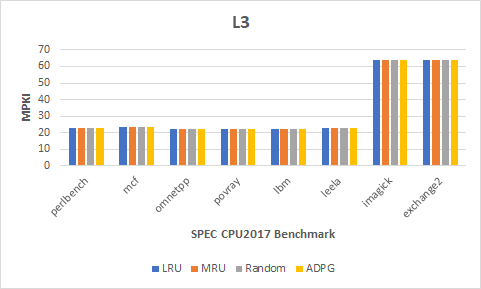 L3
70
60
50
40
30
20
10
0
MPKI
perlbench
mcf
omnetpp
povray
lbm
leela
imagick
exchange2
SPEC CPU2017 Benchmark
LRU MRU Random ADPG